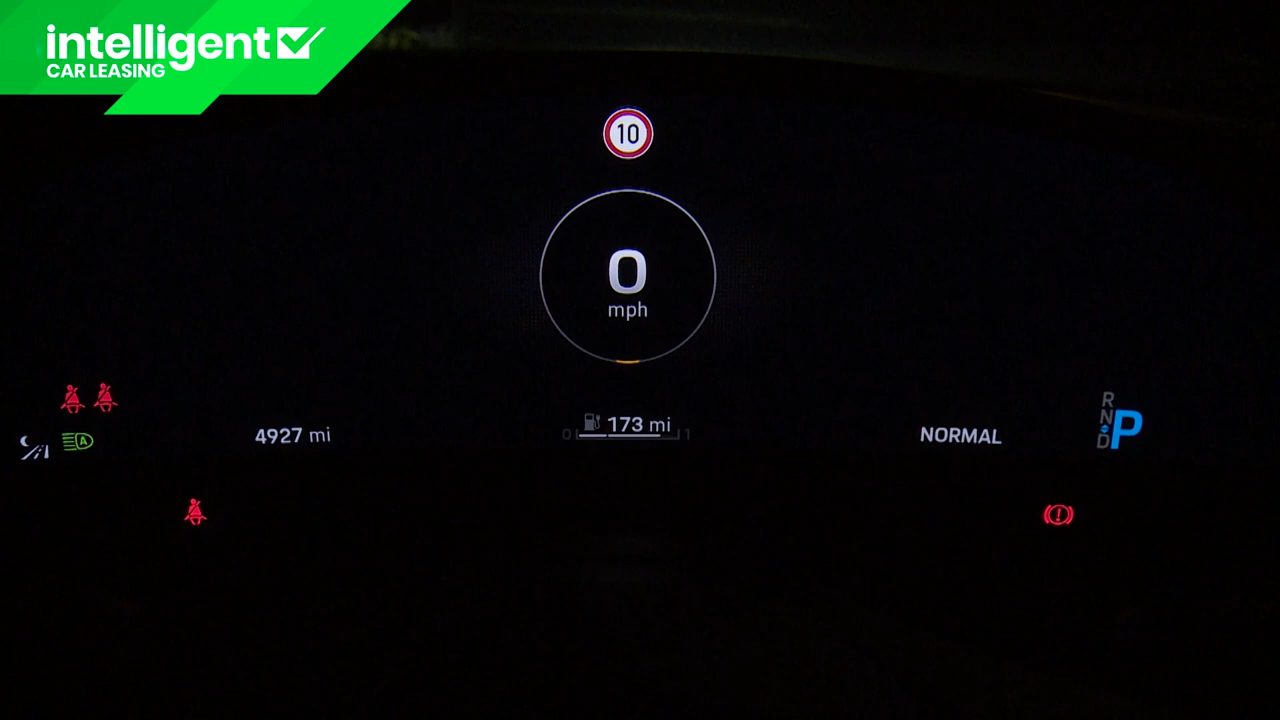 intelligent
CAR LEASING
10
0
mph
R
N
D
P
A
4927 mi
173 mi
0 1
NORMAL